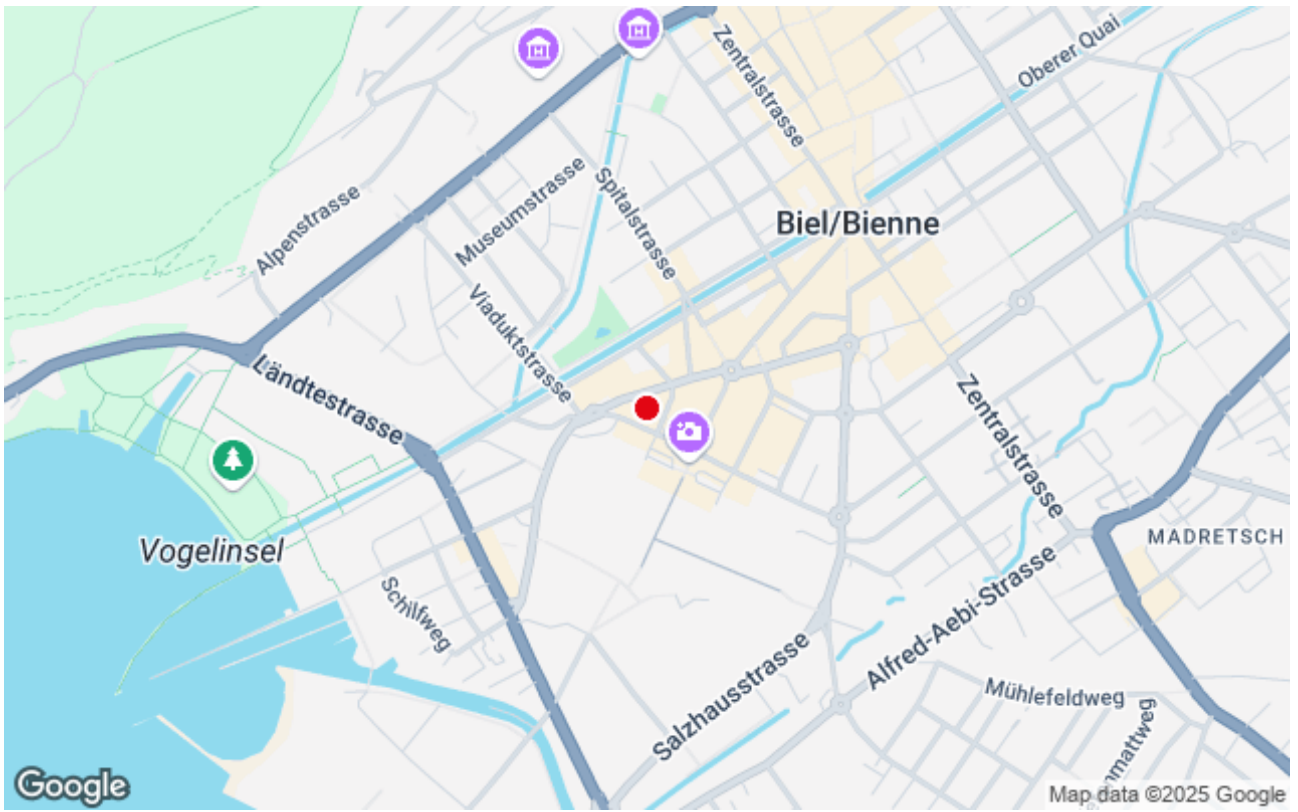 Zentralstrasse
Oberer Quai
Spitalstrasse
Museumstrasse
Alpenstrasse
Biel/Bienne
Viaduktstrasse
Ländtestrasse
Zentralstrasse
Vogelinsel
MADRETSCH
Schilfweg
Alfred-Aebi-Strasse
Salzhausstrasse
Mühlefeldweg
mmattweg
Google
Map data ©2025 Google